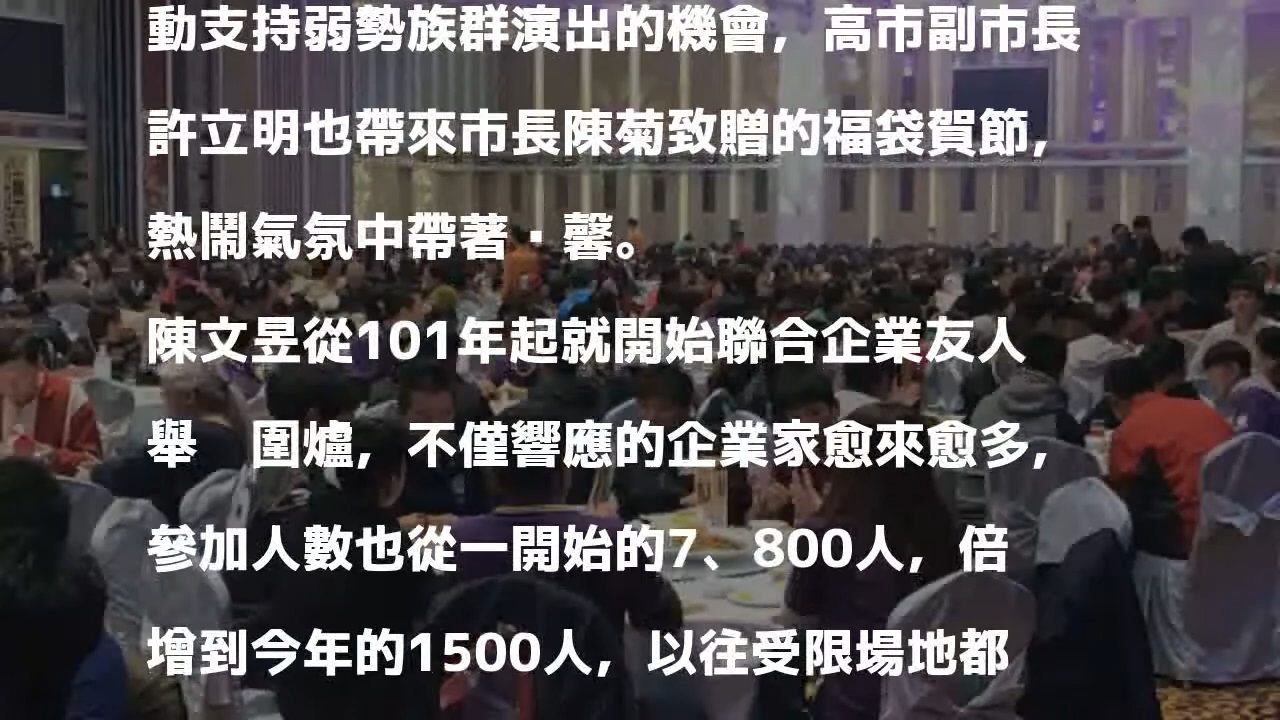 動支持弱勢族群演出的機會，高市副市長
許立明也帶來市長陳菊致贈的福袋賀節，
熱鬧氣氛中帶著·馨。
陳文昱從101年起就開始聯合企業友人
舉　圍爐，不僅響應的企業家愈來愈多，
參加人數也從一開始的7、800人，倍
增到今年的1500人，以往受限場地都